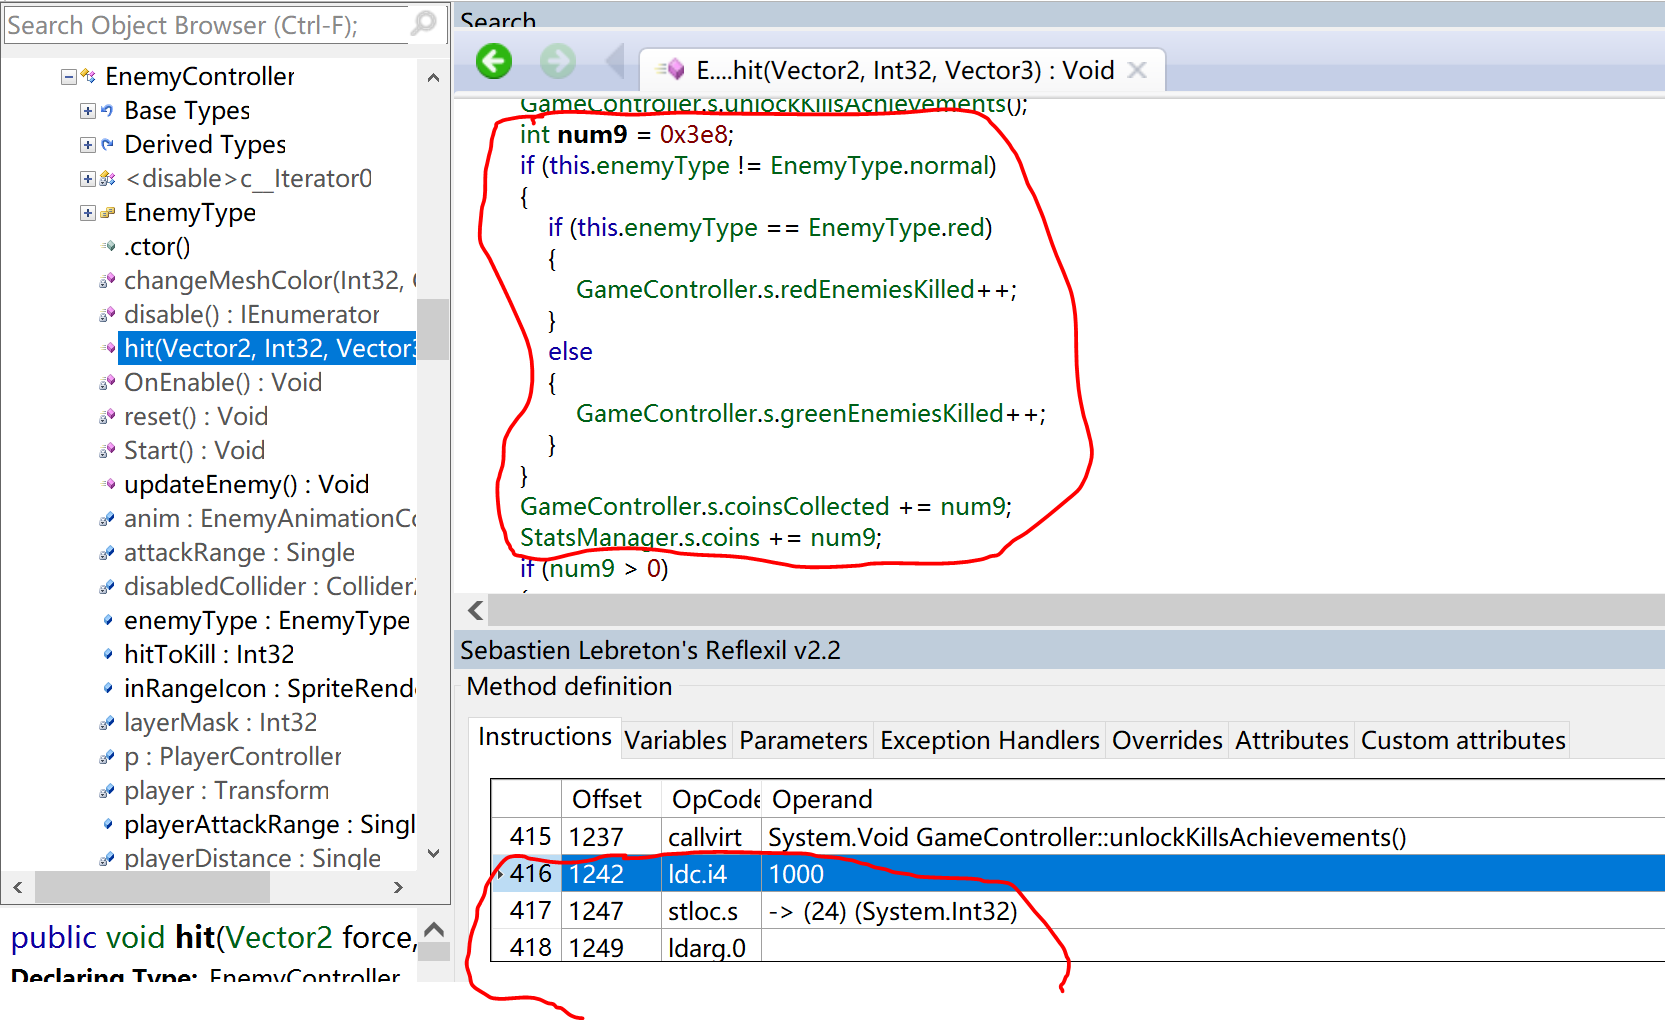 Search Object Browser (Ctrl-F);
EnemyController
Base Types
Derived Types
<disable>c__Iterator0
EnemyType
.ctor()
changeMeshColor(Int32,
disable() : IEnumerator
hit(Vector2, Int32, Vector3
OnEnable() : Void
reset() : Void
Start() : Void
updateEnemy() : Void
anim : EnemyAnimationCo
attackRange : Single
disabledCollider : Collider2
enemyType : EnemyType
hitToKill : Int32
inRangeIcon : SpriteRende
layerMask : Int32
p : PlayerController
player : Transform
playerAttackRange : Singl
playerDistance : Single
public void hit(Vector2 force,
Declaring Type: EnemyController
Search
E....hit(Vector2, Int32, Vector3) : Void
GameController.s.unlockKillsAchievements();
int num9 = 0x3e8;
if (this.enemyType != EnemyType.normal)
{
if (this.enemyType == EnemyType.red)
{
GameController.s.redEnemiesKilled++;
}
else
{
GameController.s.greenEnemiesKilled++;
}
}
GameController.s.coinsCollected += num9;
StatsManager.s.coins += num9;
if (num9 > 0)
Sebastien Lebreton's Reflexil v2.2
Method definition
Instructions Variables Parameters Exception Handlers Overrides Attributes Custom attributes
Offset OpCode Operand
415 1237 callvirt System.Void GameController::unlockKillsAchievements()
416 1242 ldc.i4 1000
417 1247 stloc.s -> (24) (System.Int32)
418 1249 ldarg.0